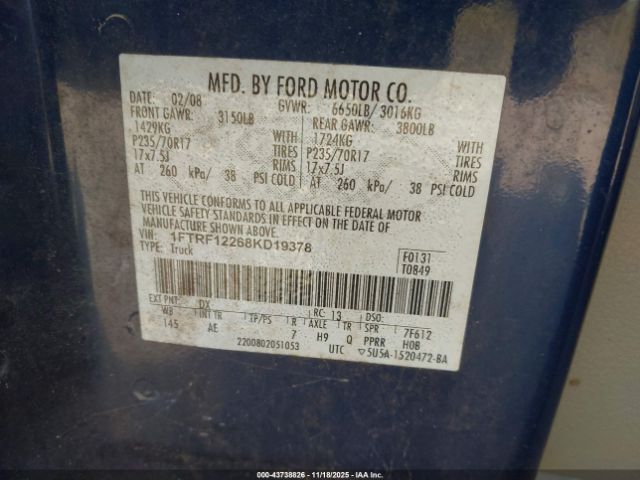 MFD. BY FORD MOTOR CO.
DATE: 02/08 GVWR: 6650LB/ 3016KG
FRONT GAWR: 3150LB REAR GAWR: 3800LB
1429KG WITH 1724KG WITH
P235/70R17 TIRES P235/70R17 TIRES
17x7.5J RIMS 17x7.5J RIMS
AT 260 kPa/ 38 PSI COLD AT 260 kPa/ 38 PSI COLD
THIS VEHICLE CONFORMS TO ALL APPLICABLE FEDERAL MOTOR
VEHICLE SAFETY STANDARDS IN EFFECT ON THE DATE OF
MANUFACTURE SHOWN ABOVE.
VIN: 1FTRF12268KD19378 F0131
TYPE: Truck T0849
EXT PNT: DX RC: 13 DSO:
WB INT TR TP/PS R AXLE TR SPR 7F612
145 AE 7 H9 Q PPRR H0B
2200802051053 UTC 5U5A-1520472-BA
One: 43738826 - 11/18/2025 - IAAI.com